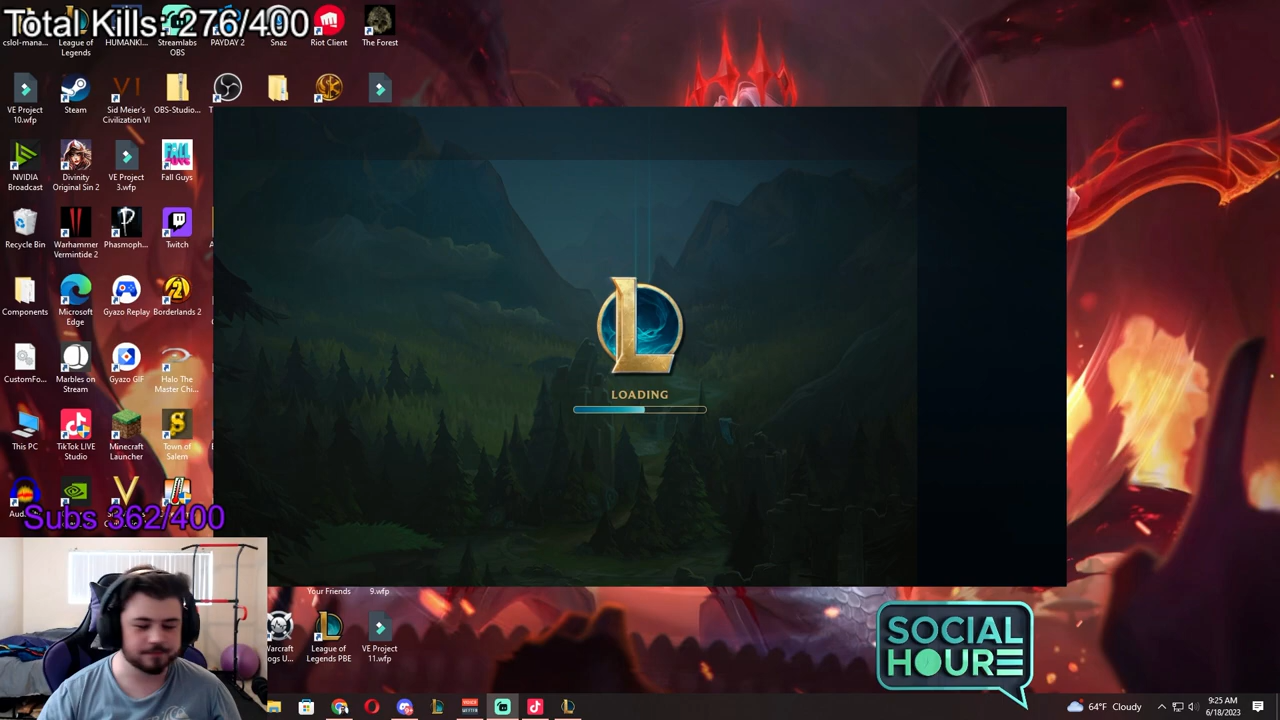 Total Kills: 276/400
cslol-mana...
League of Legends
HUMANKI...
Streamlabs OBS
PAYDAY 2
Snaz
Riot Client
The Forest
VE Project 10.wfp
Steam
Sid Meier's Civilization VI
OBS-Studio...
NVIDIA Broadcast
Divinity Original Sin 2
VE Project 3.wfp
Fall Guys
Recycle Bin
Warhammer Vermintide 2
Phasmoph...
Twitch
Components
Microsoft Edge
Gyazo Replay
Borderlands 2
CustomFo...
Marbles on Stream
Gyazo GIF
Halo The Master Chi...
LOADING
This PC
TikTok LIVE Studio
Minecraft Launcher
Town of Salem
Subs 362/400
Your Friends
9.wfp
League of Legends PBE
VE Project 11.wfp
SOCIAL
HOUR
64°F Cloudy
9:25 AM
6/18/2023